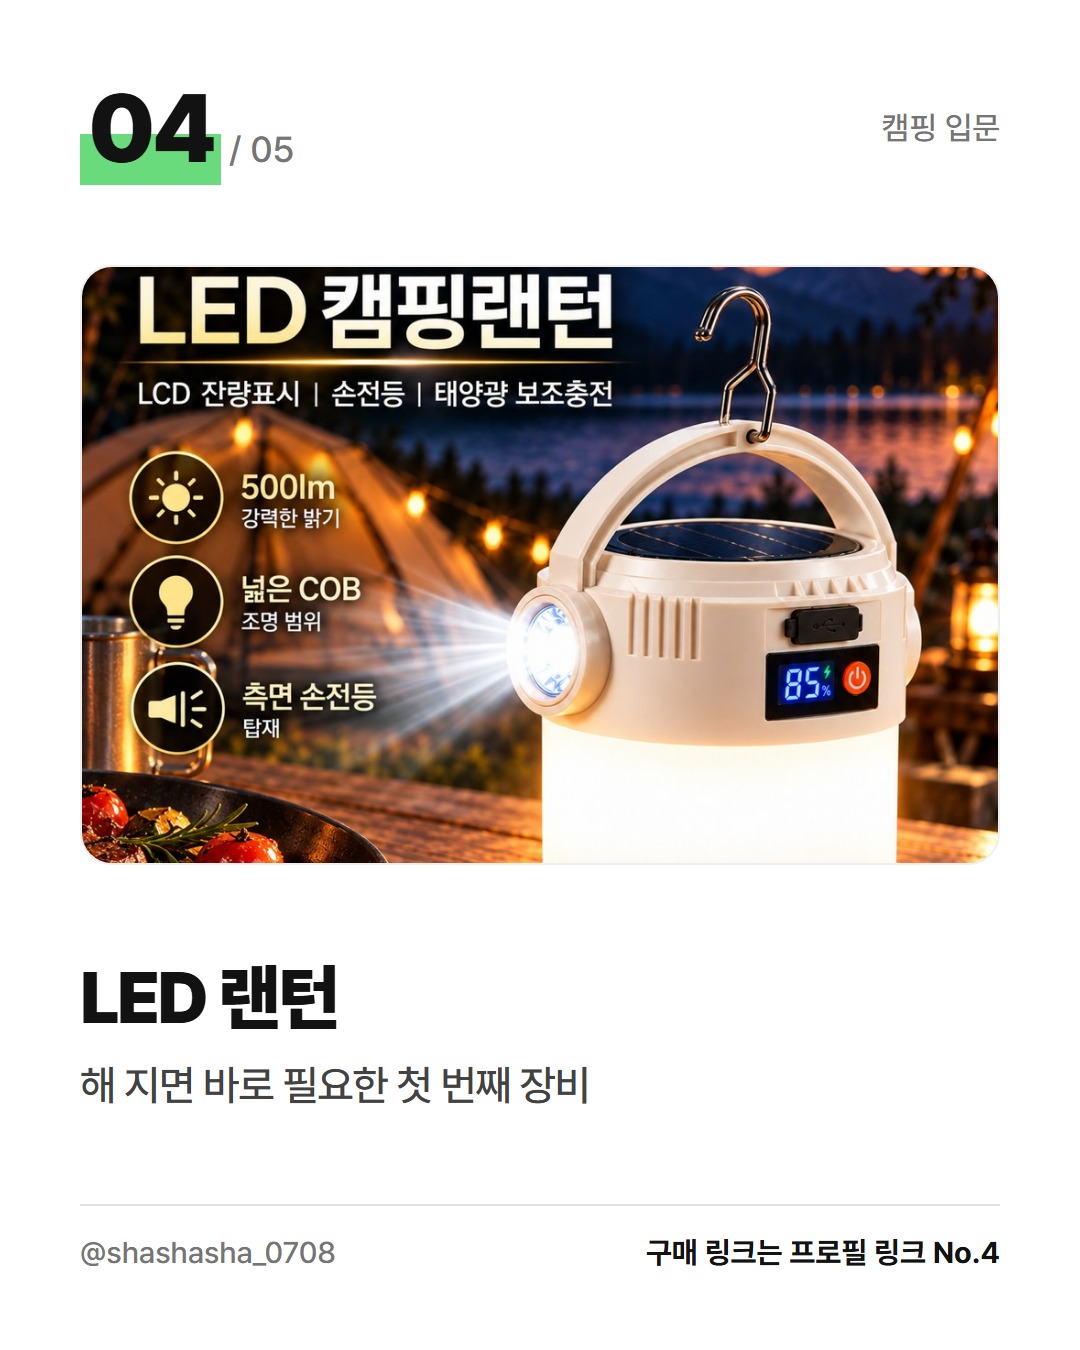 04 / 05
캠핑 입문
LED 캠핑랜턴
LCD 잔량표시 | 손전등 | 태양광 보조충전
500lm
강력한 밝기
넓은 COB
조명 범위
측면 손전등
탑재
85%
LED 랜턴
해 지면 바로 필요한 첫 번째 장비
@shashasha_0708
구매 링크는 프로필 링크 No.4